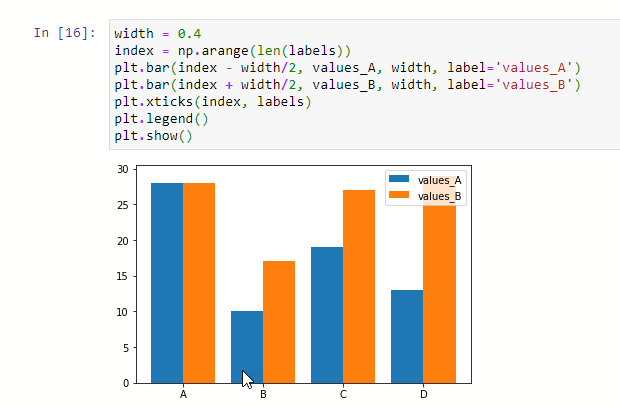 In [16]:
width = 0.4
index = np.arange(len(labels))
plt.bar(index - width/2, values_A, width, label='values_A')
plt.bar(index + width/2, values_B, width, label='values_B')
plt.xticks(index, labels)
plt.legend()
plt.show()
30
25
20
15
10
5
0
values_A
values_B
A B C D